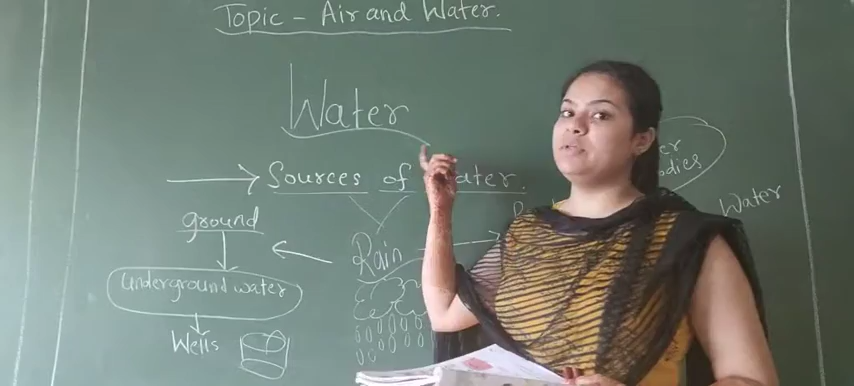 Topic - Air and Water.
Water
Sources of Water.
ground
Rain
Water
underground water
Wells